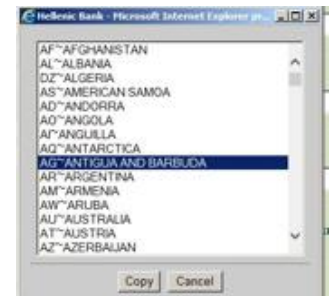 Hellenic Bank - Microsoft Internet Explorer pr...
AF~AFGHANISTAN
AL~ALBANIA
DZ~ALGERIA
AS~AMERICAN SAMOA
AD~ANDORRA
AO~ANGOLA
AI~ANGUILLA
AQ~ANTARCTICA
AG~ANTIGUA AND BARBUDA
AR~ARGENTINA
AM~ARMENIA
AW~ARUBA
AU~AUSTRALIA
AT~AUSTRIA
AZ~AZERBAIJAN
Copy Cancel